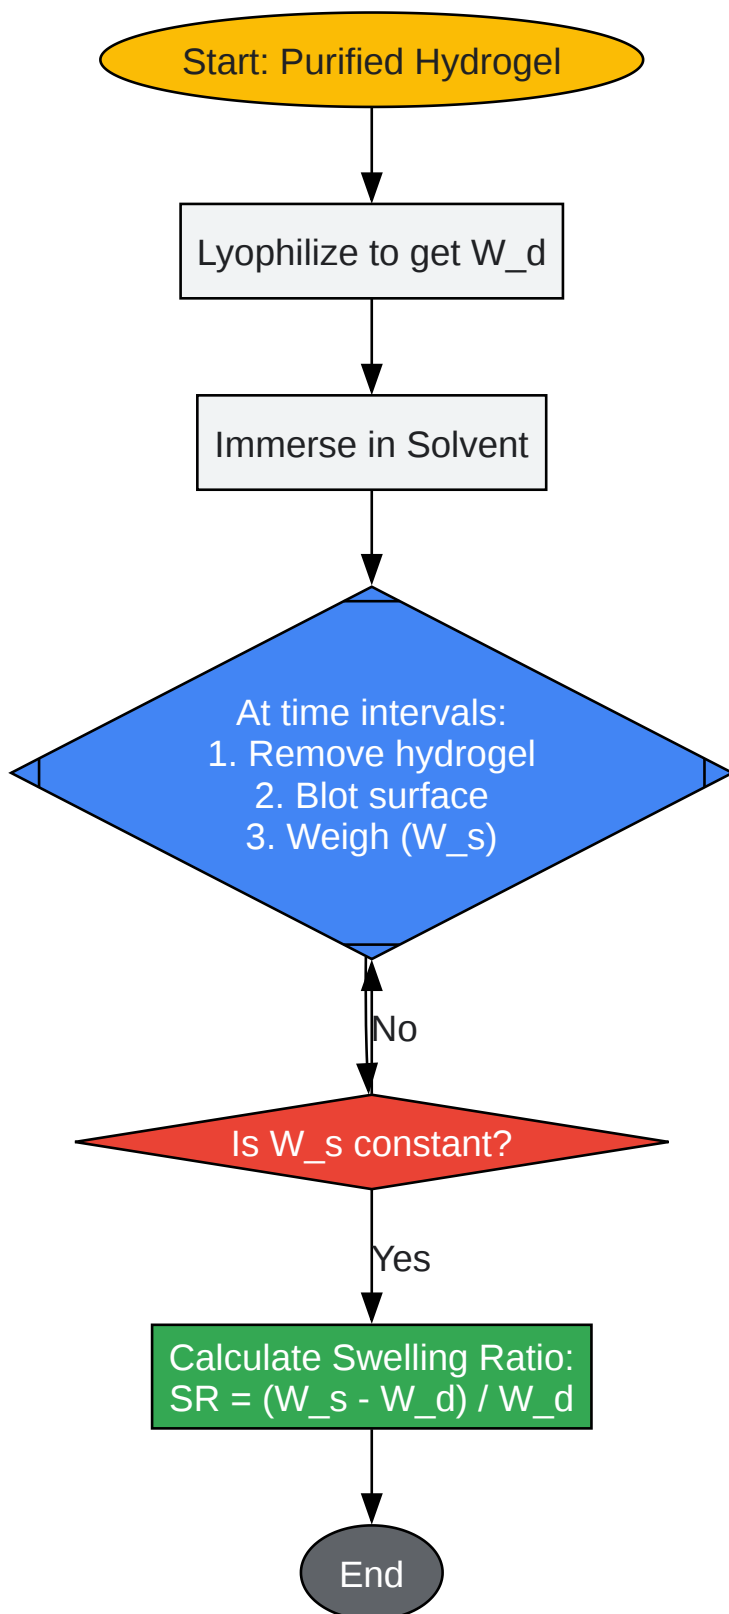 Start: Purified Hydrogel
Lyophilize to get W_d
Immerse in Solvent
At time intervals:
1. Remove hydrogel
2. Blot surface
3. Weigh (W_s)
No
Is W_s constant?
Yes
Calculate Swelling Ratio:
SR = (W_s - W_d) / W_d
End